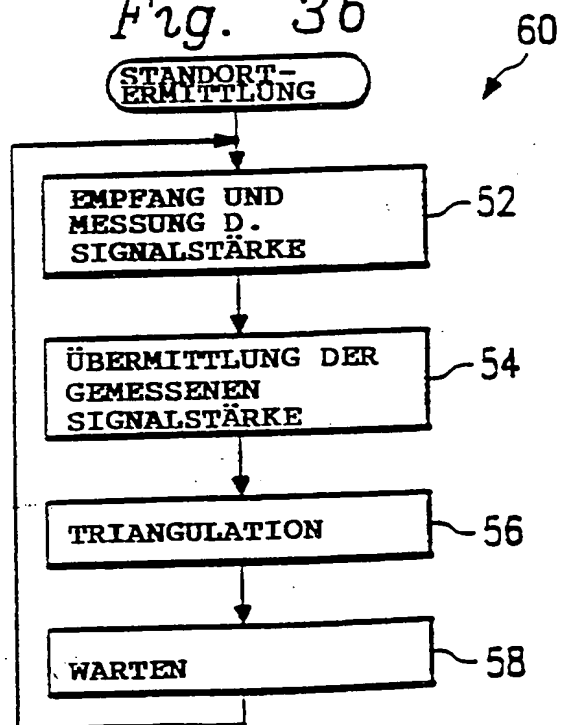 Fig. 3b
60
STANDORT-
ERMITTLUNG
EMPFANG UND
MESSUNG D.
SIGNALSTÄRKE
52
ÜBERMITTLUNG DER
GEMESSENEN
SIGNALSTÄRKE
54
TRIANGULATION
56
WARTEN
58